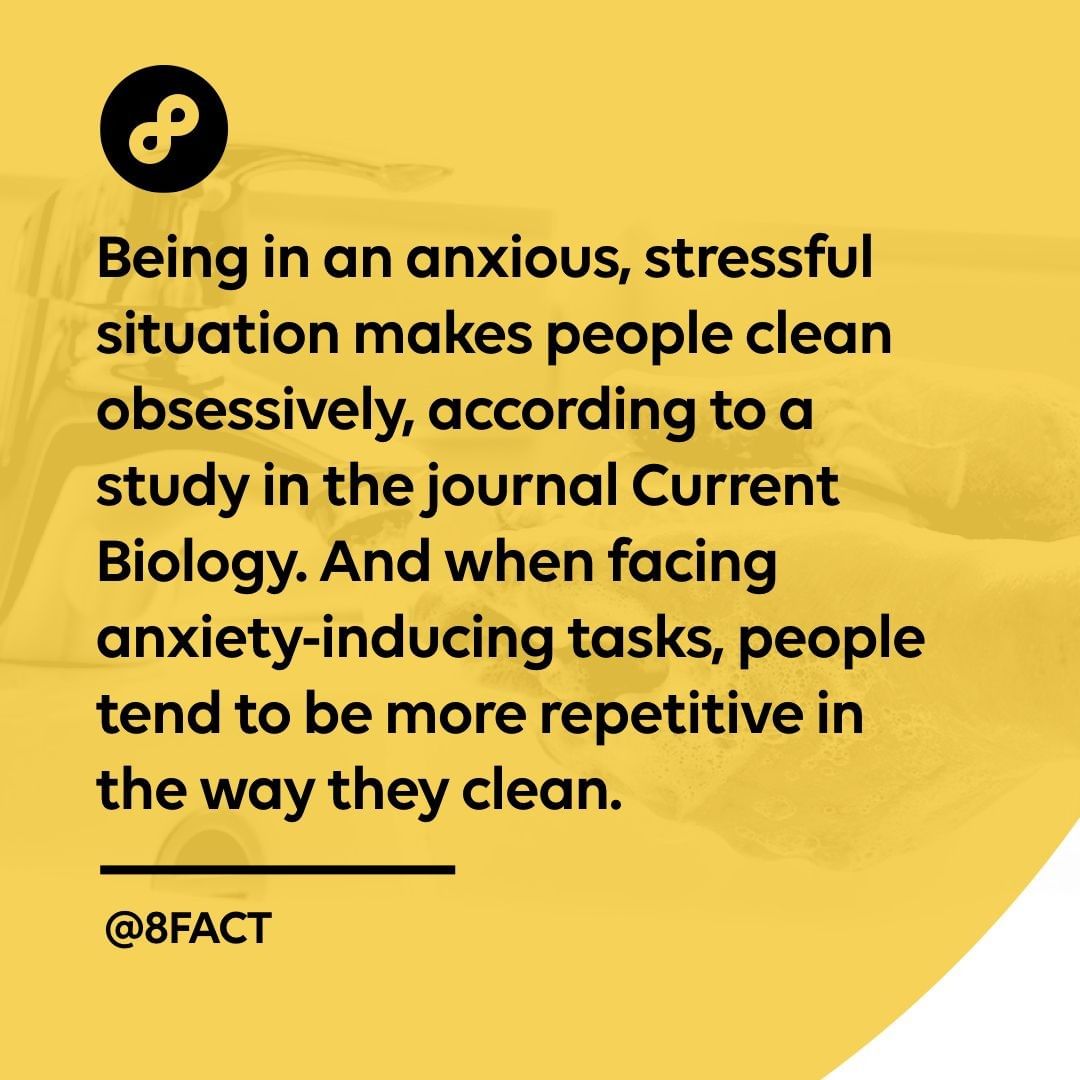 Being in an anxious, stressful
situation makes people clean
obsessively, according to a
study in the journal Current
Biology. And when facing
anxiety-inducing tasks, people
tend to be more repetitive in
the way they clean.
@8FACT